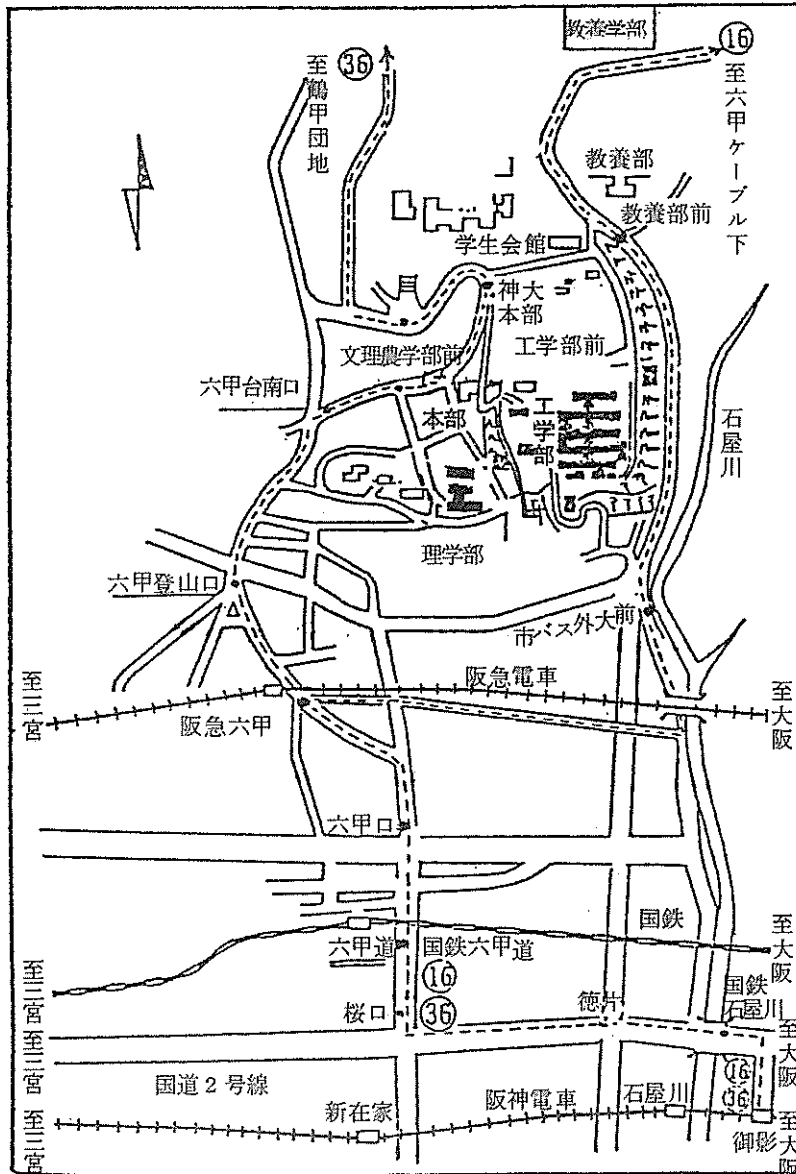 教養学部
⑯
至六甲ケーブル下
㊱
至鶴甲団地
教養部
教養部前
学生会館
神大本部
文理農学部前
工学部前
六甲台南口
本部
工学部
石屋川
理学部
六甲登山口
市バス外大前
至三宮
阪急電車
至大阪
阪急六甲
六甲口
国鉄
至大阪
六甲道
国鉄六甲道
至三宮
⑯
㊱
桜口
徳片
国鉄石屋川
至三宮
至大阪
国道2号線
⑯
㊱
新在家
阪神電車
石屋川
至三宮
御影
至大阪